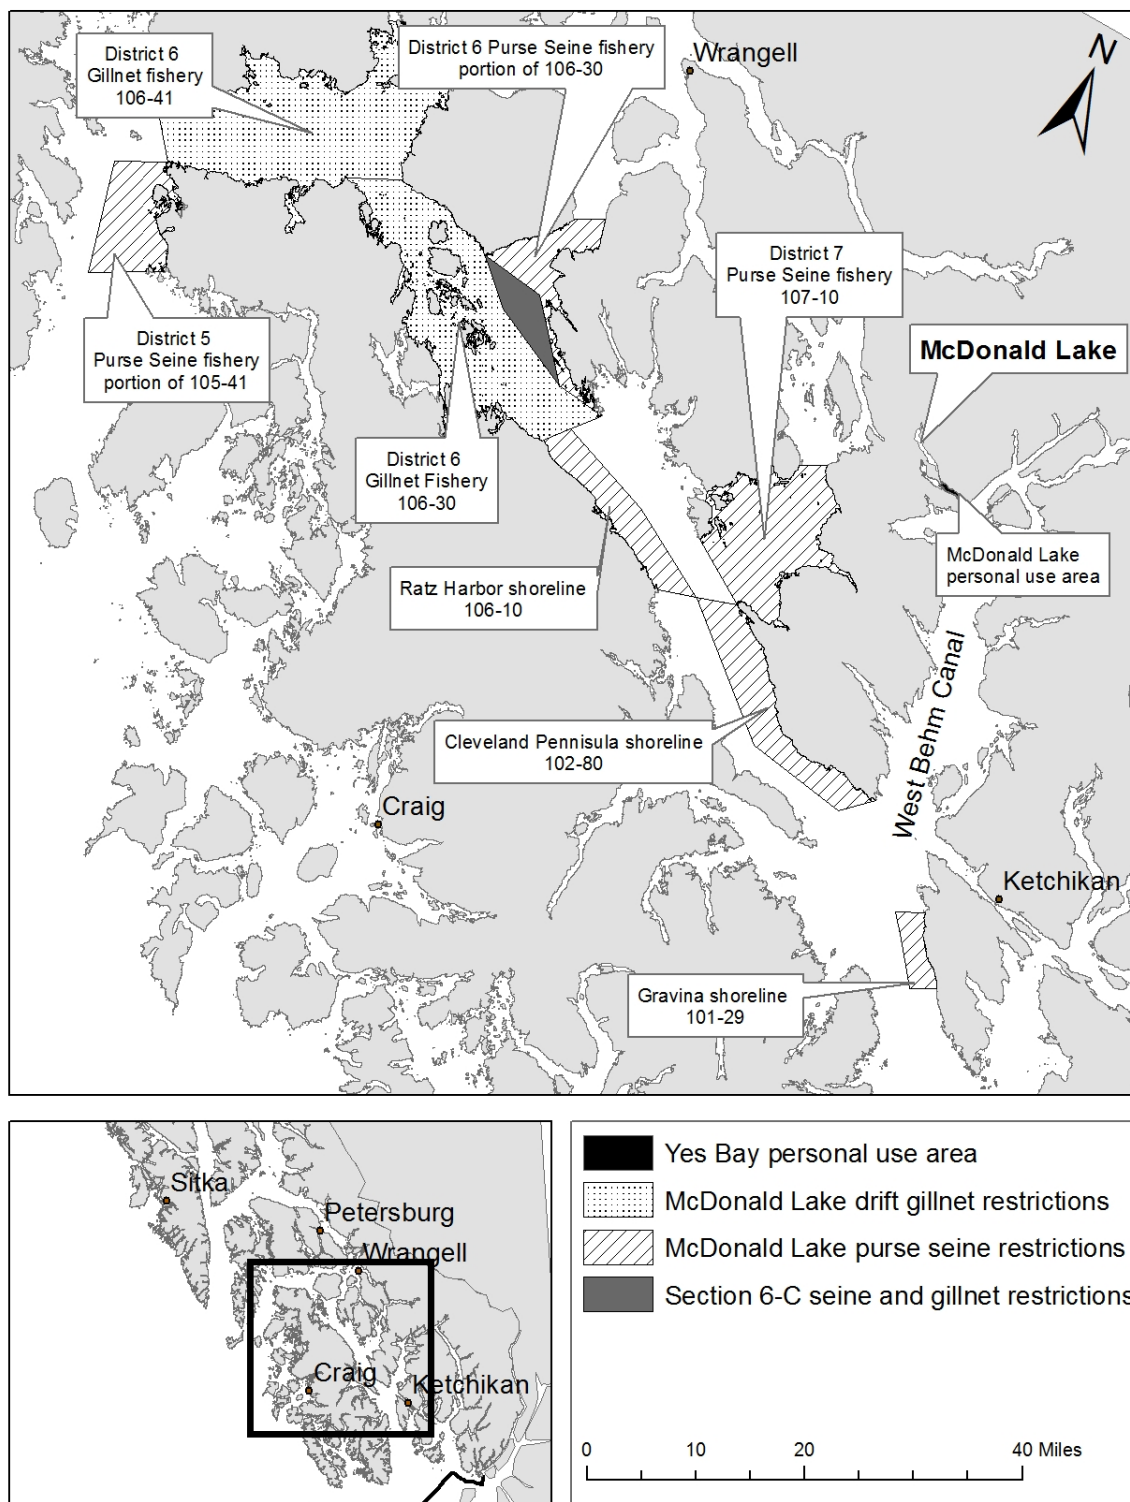 District 6
Gillnet fishery
106-41
District 6 Purse Seine fishery
portion of 106-30
Wrangell
N
District 7
Purse Seine fishery
107-10
District 5
Purse Seine fishery
portion of 105-41
McDonald Lake
District 6
Gillnet Fishery
106-30
McDonald Lake
personal use area
Ratz Harbor shoreline
106-10
West Behm Canal
Cleveland Pennisula shoreline
102-80
Craig
Ketchikan
Gravina shoreline
101-29
Sitka
Petersburg
Wrangell
Craig
Ketchikan
Yes Bay personal use area
McDonald Lake drift gillnet restrictions
McDonald Lake purse seine restrictions
Section 6-C seine and gillnet restrictions
0 10 20 40 Miles